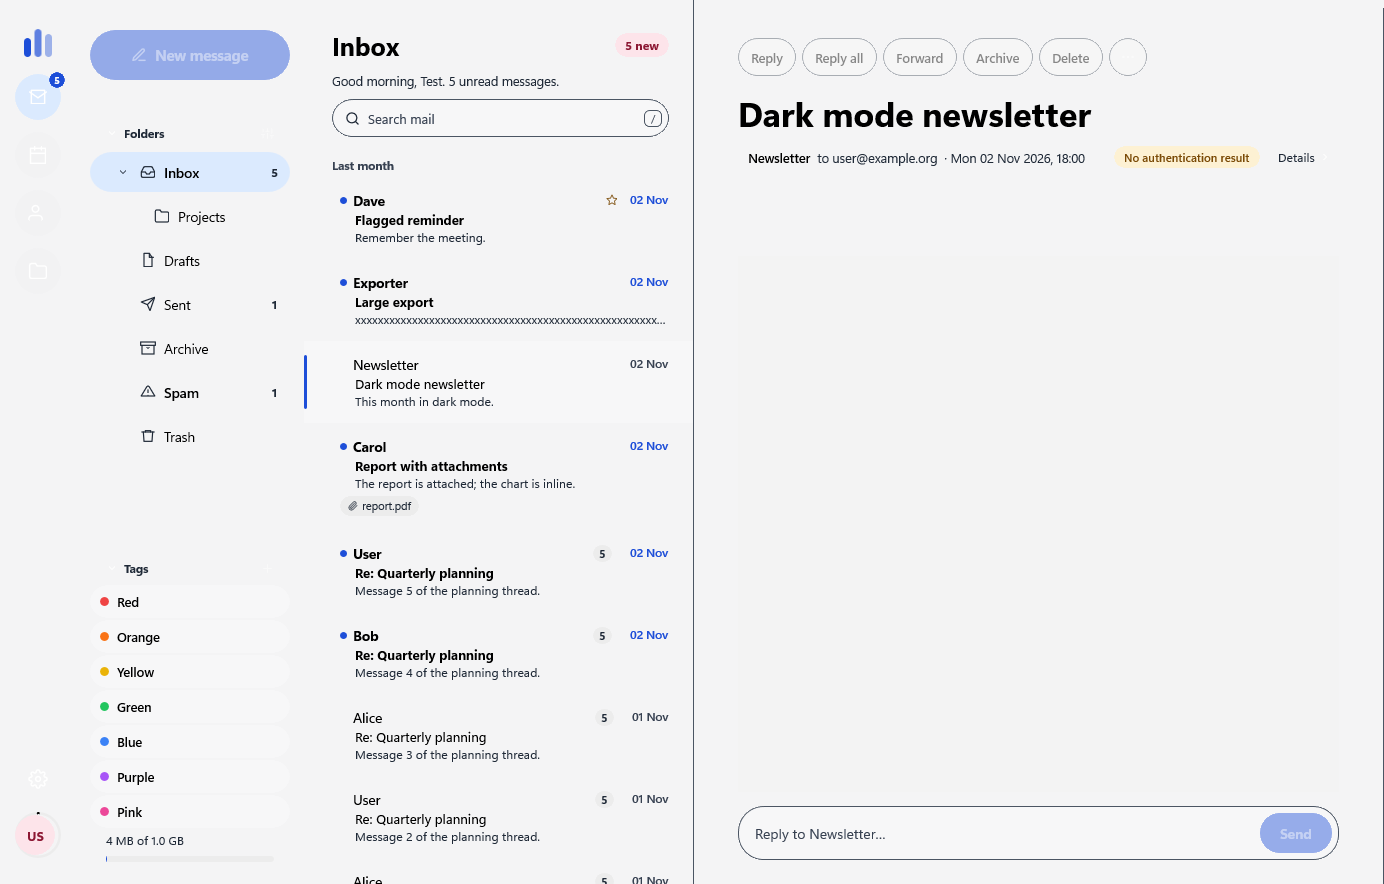 5
New message
Folders
Inbox 5
Projects
Drafts
Sent 1
Archive
Spam 1
Trash
Tags
Red
Orange
Yellow
Green
Blue
Purple
Pink
4 MB of 1.0 GB
US
Inbox
5 new
Good morning, Test. 5 unread messages.
Search mail /
Last month
Dave 02 Nov
Flagged reminder
Remember the meeting.
Exporter 02 Nov
Large export
xxxxxxxxxxxxxxxxxxxxxxxxxxxxxxxxxxxxxxxxxxxxxxxxxxxxx...
Newsletter 02 Nov
Dark mode newsletter
This month in dark mode.
Carol 02 Nov
Report with attachments
The report is attached; the chart is inline.
report.pdf
User 5 02 Nov
Re: Quarterly planning
Message 5 of the planning thread.
Bob 5 02 Nov
Re: Quarterly planning
Message 4 of the planning thread.
Alice 5 01 Nov
Re: Quarterly planning
Message 3 of the planning thread.
User 5 01 Nov
Re: Quarterly planning
Message 2 of the planning thread.
Alice 5 01 Nov
Reply Reply all Forward Archive Delete
Dark mode newsletter
Newsletter to user@example.org · Mon 02 Nov 2026, 18:00 No authentication result Details
Reply to Newsletter... Send